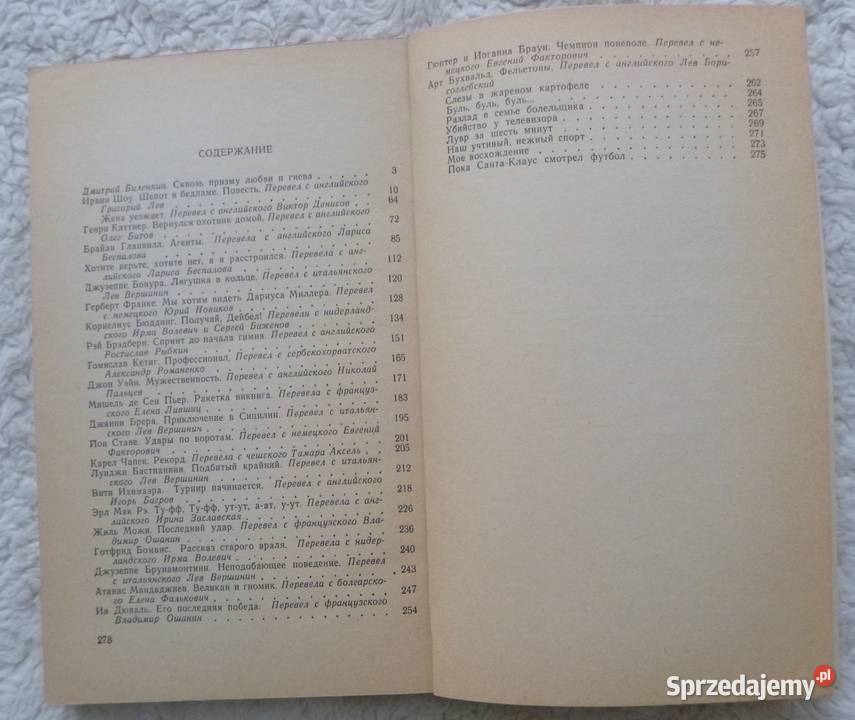 СОДЕРЖАНИЕ
Дмитрий Биленкин. Сквозь призму любви и гнева . . . . . 3
Ирвин Шоу. Шепот в бедламе. Повесть. Перевел с английского
Григорий Лев . . . . . 10
Жена уезжает. Перевел с английского Виктор Денисов . . 64
Генри Каттнер. Вернулся охотник домой. Перевел с английского
Олег Битов . . . . . 72
Брайан Гланвилл. Агенты. Перевела с английского Лариса
Беспалова . . . . . 85
Хотите верьте, хотите нет, а я расстроился. Перевела с анг-
лийского Лариса Беспалова . . . . . 112
Джузеппе Бонура. Лягушка в кольце. Перевел с итальянского
Лев Вершинин . . . . . 120
Герберт Франке. Мы хотим видеть Дариуса Миллера. Перевел
с немецкого Юрий Новиков . . . . . 128
Корнелиус Бюддинг. Получай, Дейбел! Перевели с нидерланд-
ского Ирма Волевич и Сергей Баженов . . . . . 134
Рэй Брэдбери. Спринт до начала гимна. Перевел с английского
Ростислав Рыбкин . . . . . 151
Томислав Кетиг. Профессионал. Перевел с сербскохорватского
Александр Романенко . . . . . 165
Джон Уэйн. Мужественность. Перевел с английского Николай
Пальцев . . . . . 171
Мишель де Сен Пьер. Ракетка викинга. Перевела с француз-
ского Елена Лившиц . . . . . 183
Джанни Брера. Приключение в Сицилии. Перевел с итальян-
ского Лев Вершинин . . . . . 195
Йон Ставе. Удары по воротам. Перевел с немецкого Евгений
Факторович . . . . . 201
Карел Чапек. Рекорд. Перевела с чешского Тамара Аксель . . 205
Луиджи Бастианини. Подбитый крайний. Перевел с итальян-
ского Лев Вершинин . . . . . 212
Вити Ихимаэра. Турнир начинается. Перевел с английского
Игорь Багров . . . . . 218
Эрл Мак Рэ. Ту-фф, Ту-фф, ут-ут, а-ат, у-ут. Перевела с анг-
лийского Ирина Заславская . . . . . 226
Жиль Можи. Последний удар. Перевел с французского Вла-
димир Ошанин . . . . . 236
Готфрид Боманс. Рассказ старого враля. Перевела с нидер-
ландского Ирма Волевич . . . . . 240
Джузеппе Брунамонтини. Неподобающее поведение. Перевел
с итальянского Лев Вершинин . . . . . 243
Атанас Мандаджиев. Великан и гномик. Перевела с болгарско-
го Елена Фалькович . . . . . 247
Ив Дюваль. Его последняя победа. Перевел с французского
Владимир Ошанин . . . . . 254
278
Гюнтер и Иоганна Браун. Чемпион поневоле. Перевел с не-
мецкого Евгений Факторович . . . . . 257
Арт Бухвальд. Фельетоны. Перевел с английского Лев Бори-
соглебский
Слезы в жареном картофеле . . . . . 262
Буль, буль, буль... . . . . . 264
Разлад в семье болельщика . . . . . 265
Убийство у телевизора . . . . . 267
Лувр за шесть минут . . . . . 269
Наш учтивый, нежный спорт . . . . . 271
Мое восхождение . . . . . 273
Пока Санта-Клаус смотрел футбол . . . . . 275
Sprzedajemy.pl